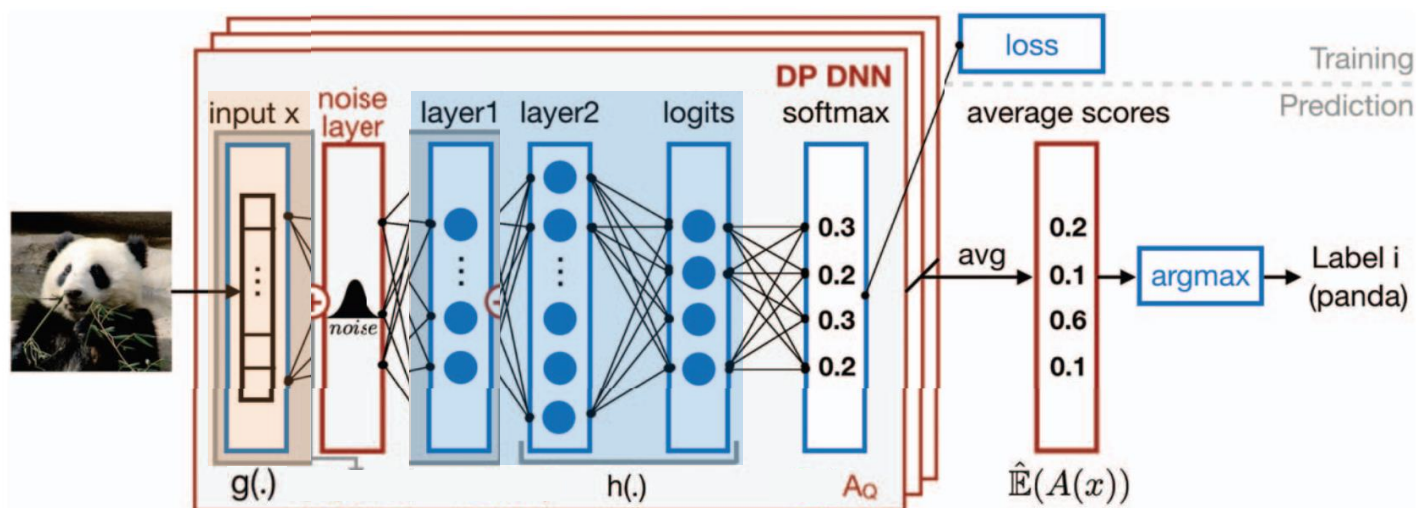 loss
Training
Prediction
DP DNN
input x
noise
layer
layer1
layer2
logits
softmax
average scores
...
noise
...
...
0.3
0.2
0.3
0.2
avg
0.2
0.1
0.6
0.1
argmax
Label i
(panda)
g(.)
h(.)
A_Q
𝔼̂(A(x))